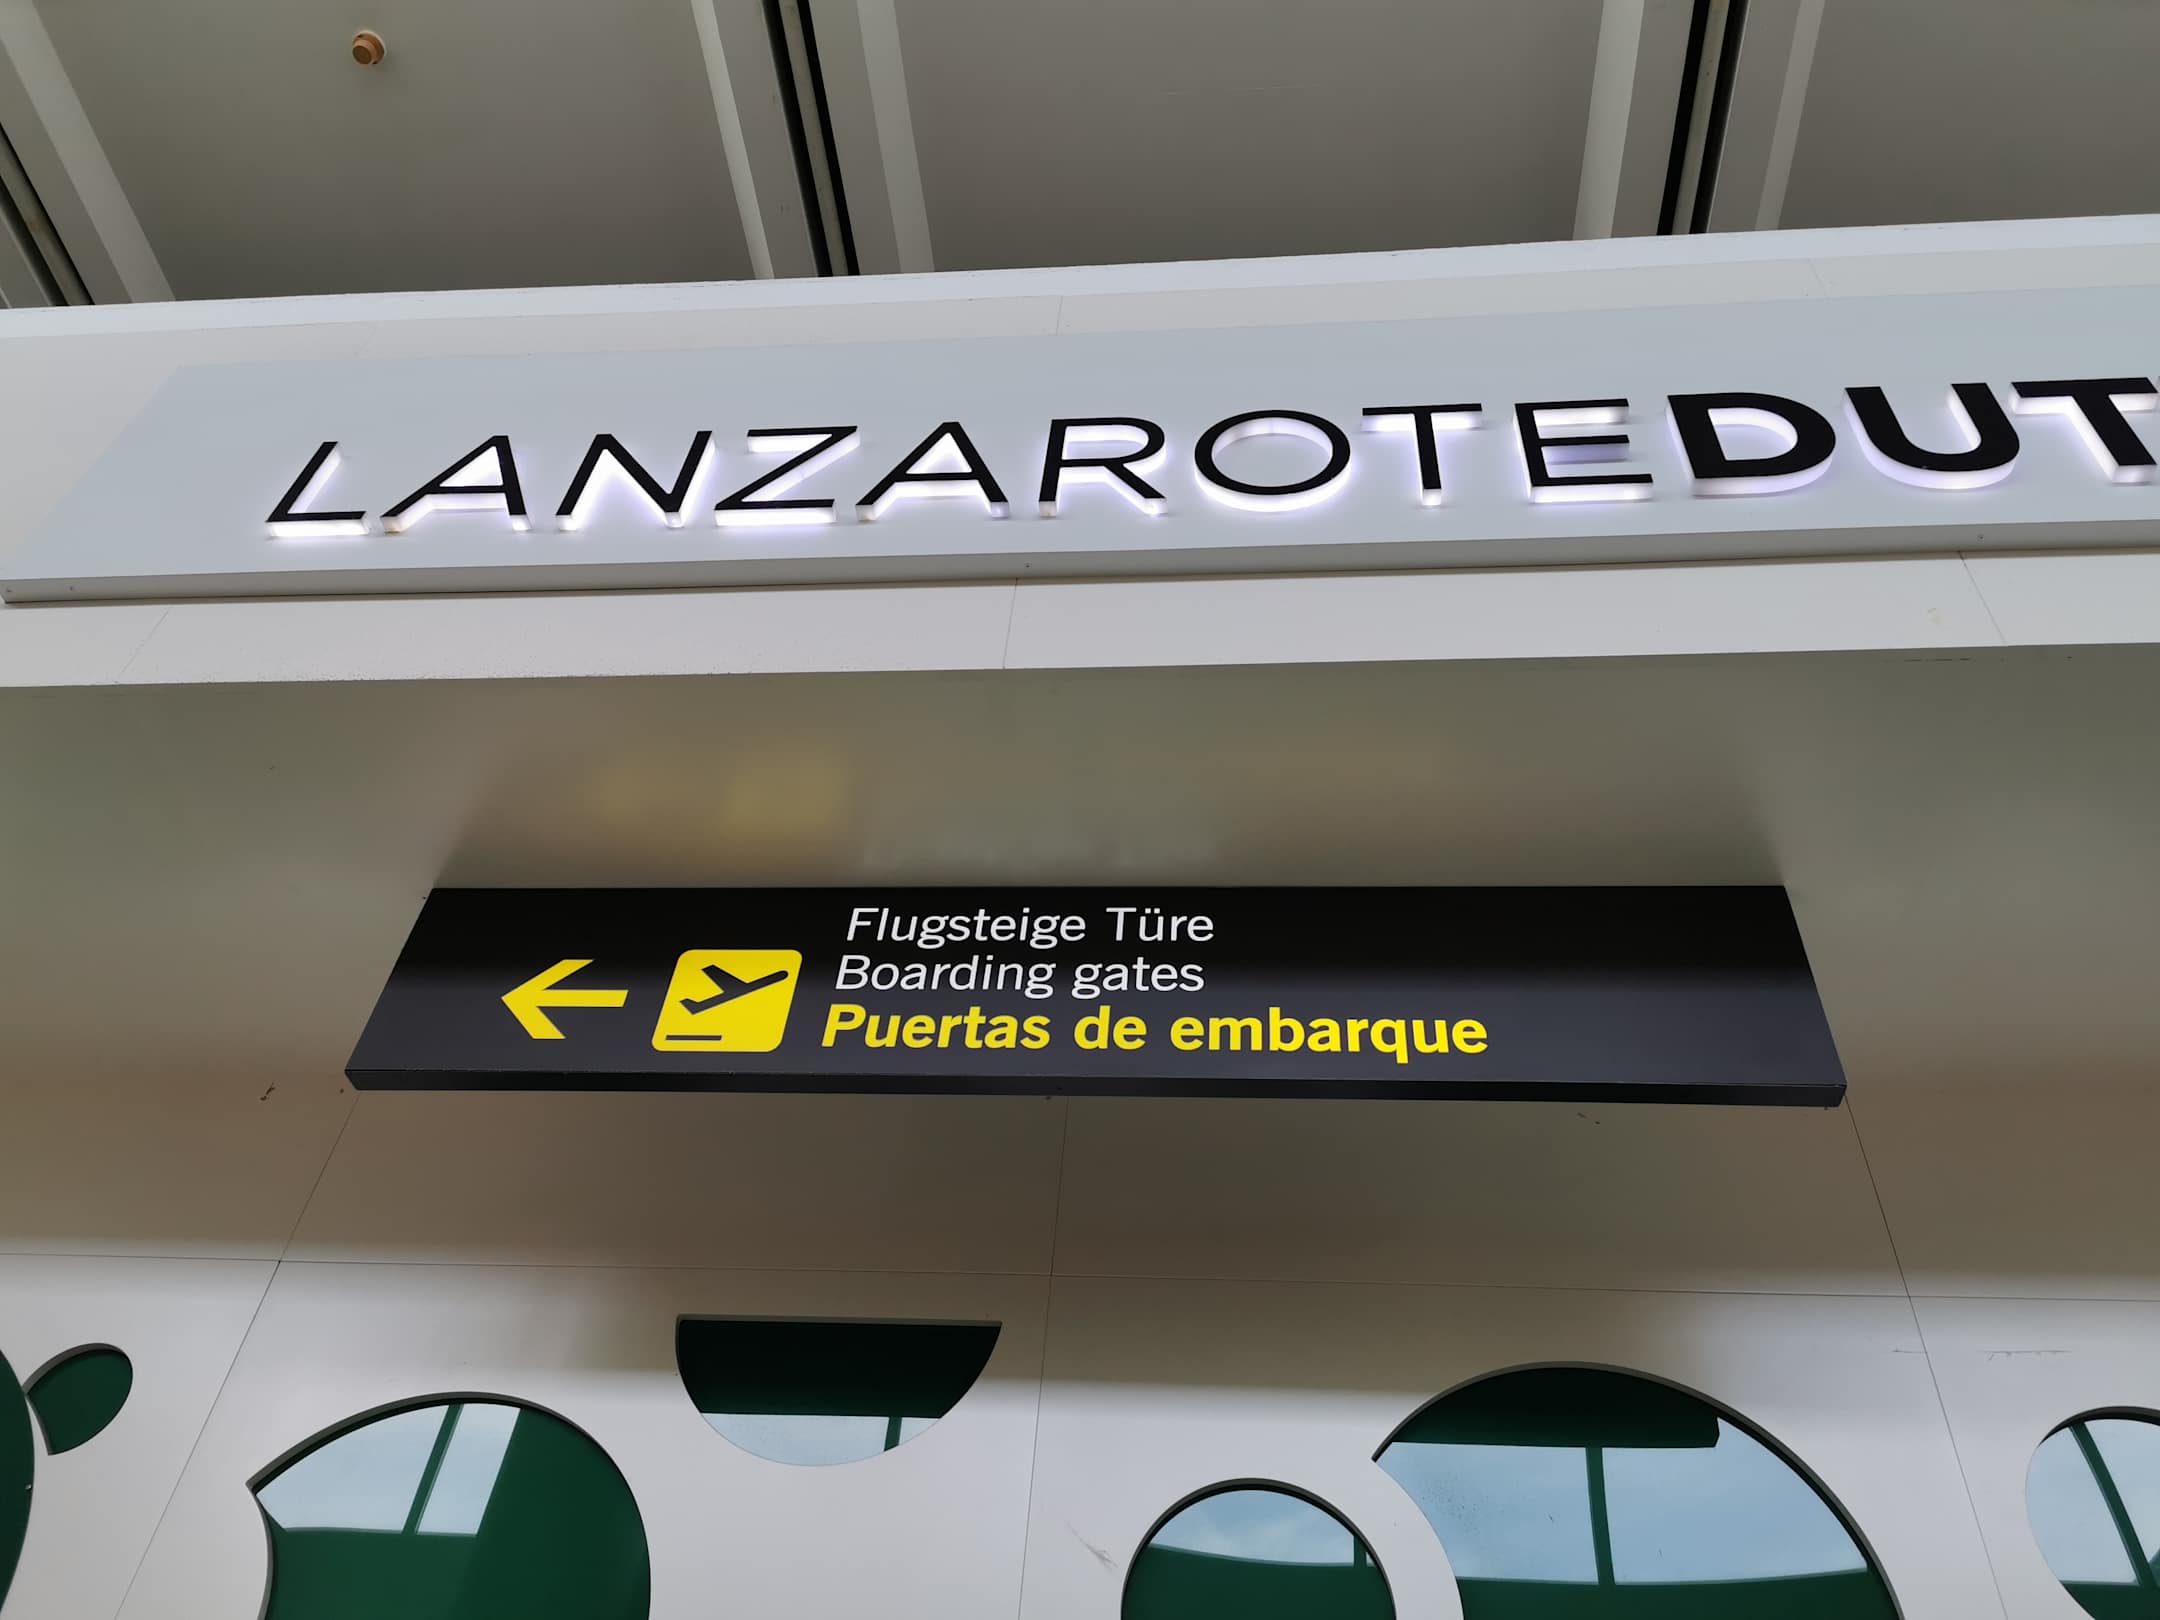 LANZAROTEDUT
Flugsteige Türe
Boarding gates
Puertas de embarque